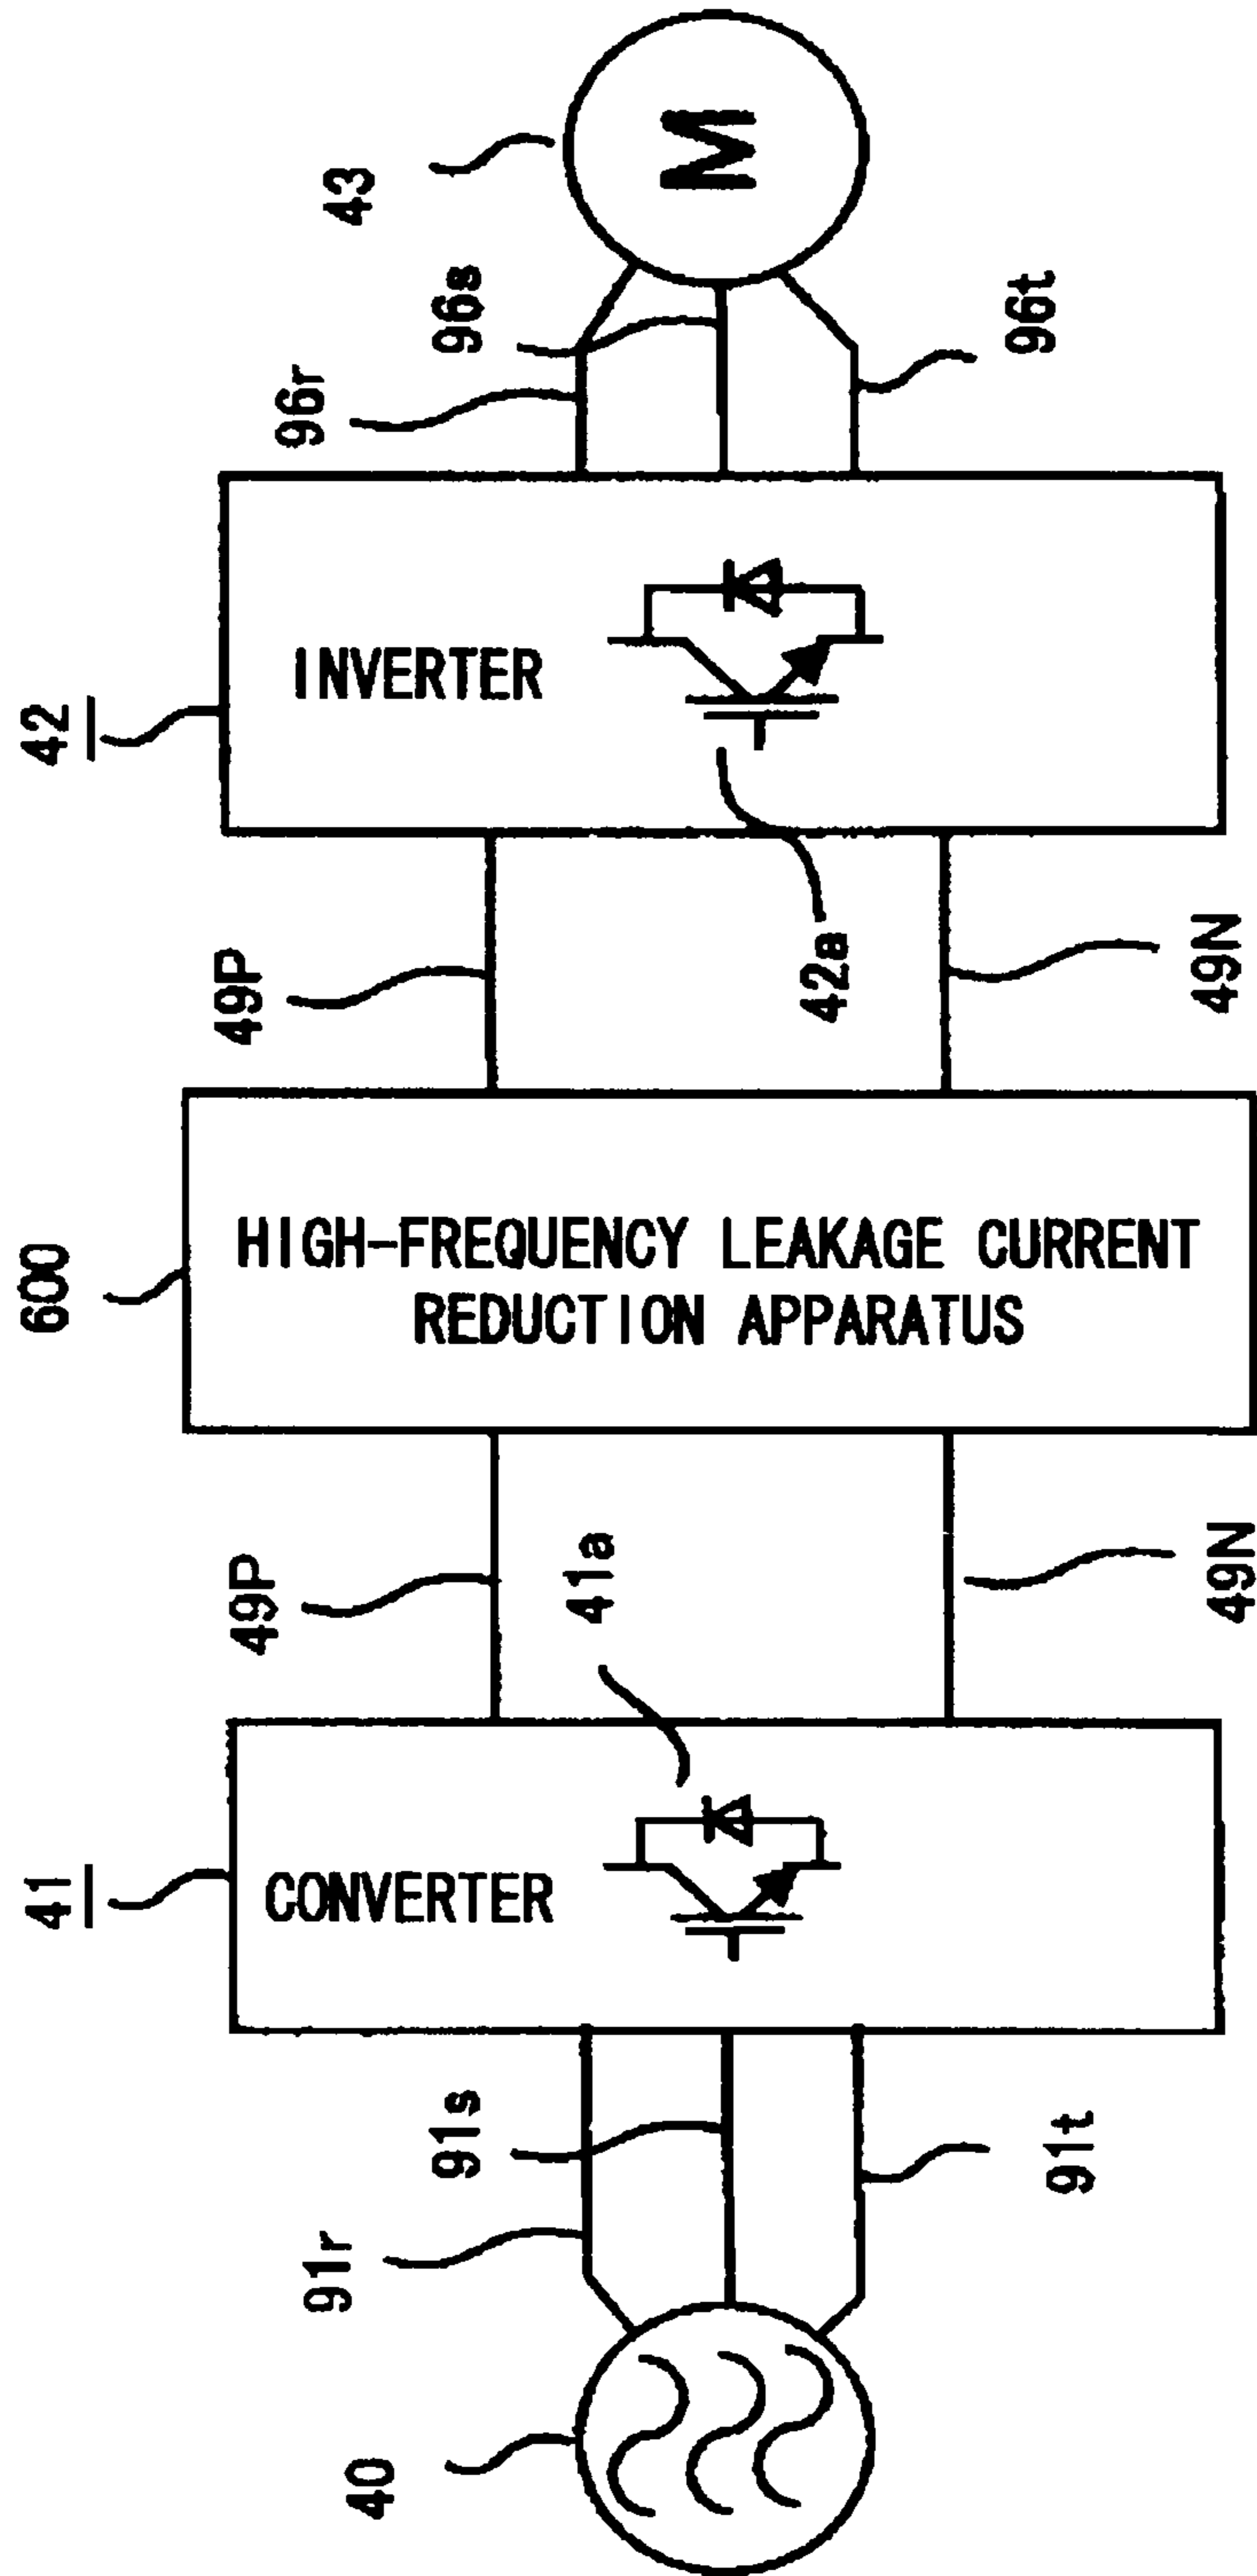 40
91r
91s
91t
41
CONVERTER
41a
49P
49N
600
HIGH-FREQUENCY LEAKAGE CURRENT
REDUCTION APPARATUS
49P
49N
42
INVERTER
42a
96r
96s
96t
43
M